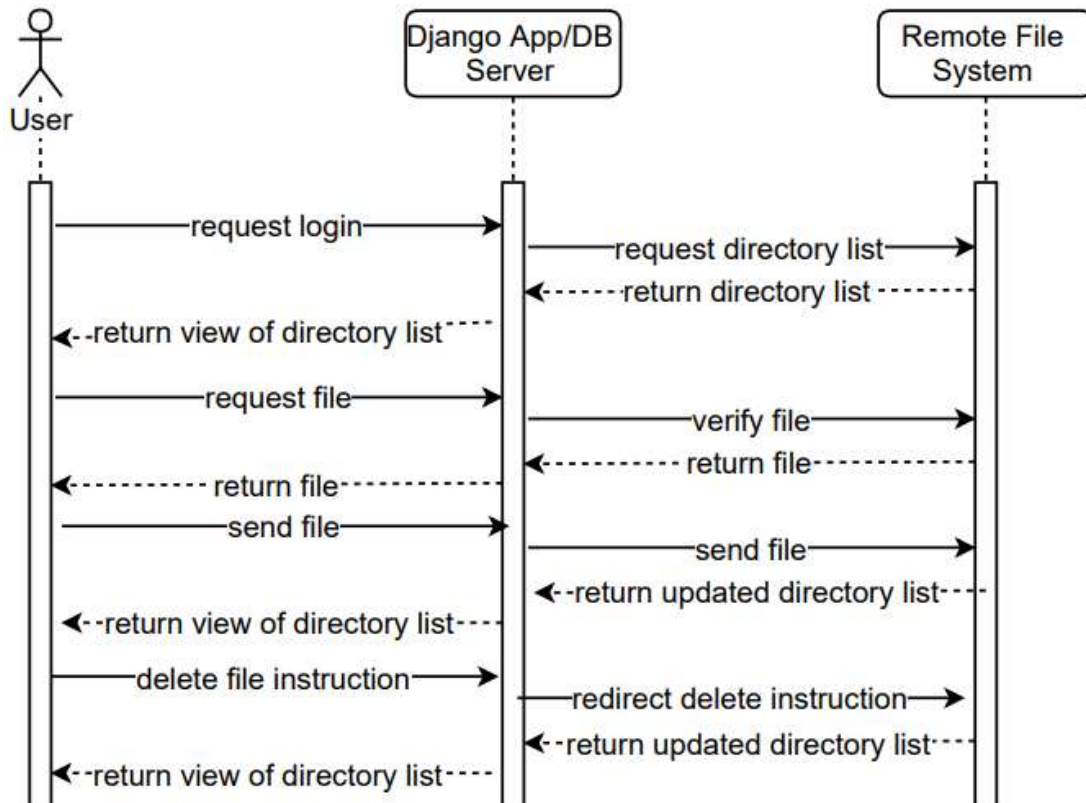 Django App/DB
Server
Remote File
System
User
request login
request directory list
return directory list
return view of directory list
request file
verify file
return file
return file
send file
send file
return updated directory list
return view of directory list
delete file instruction
redirect delete instruction
return updated directory list
return view of directory list